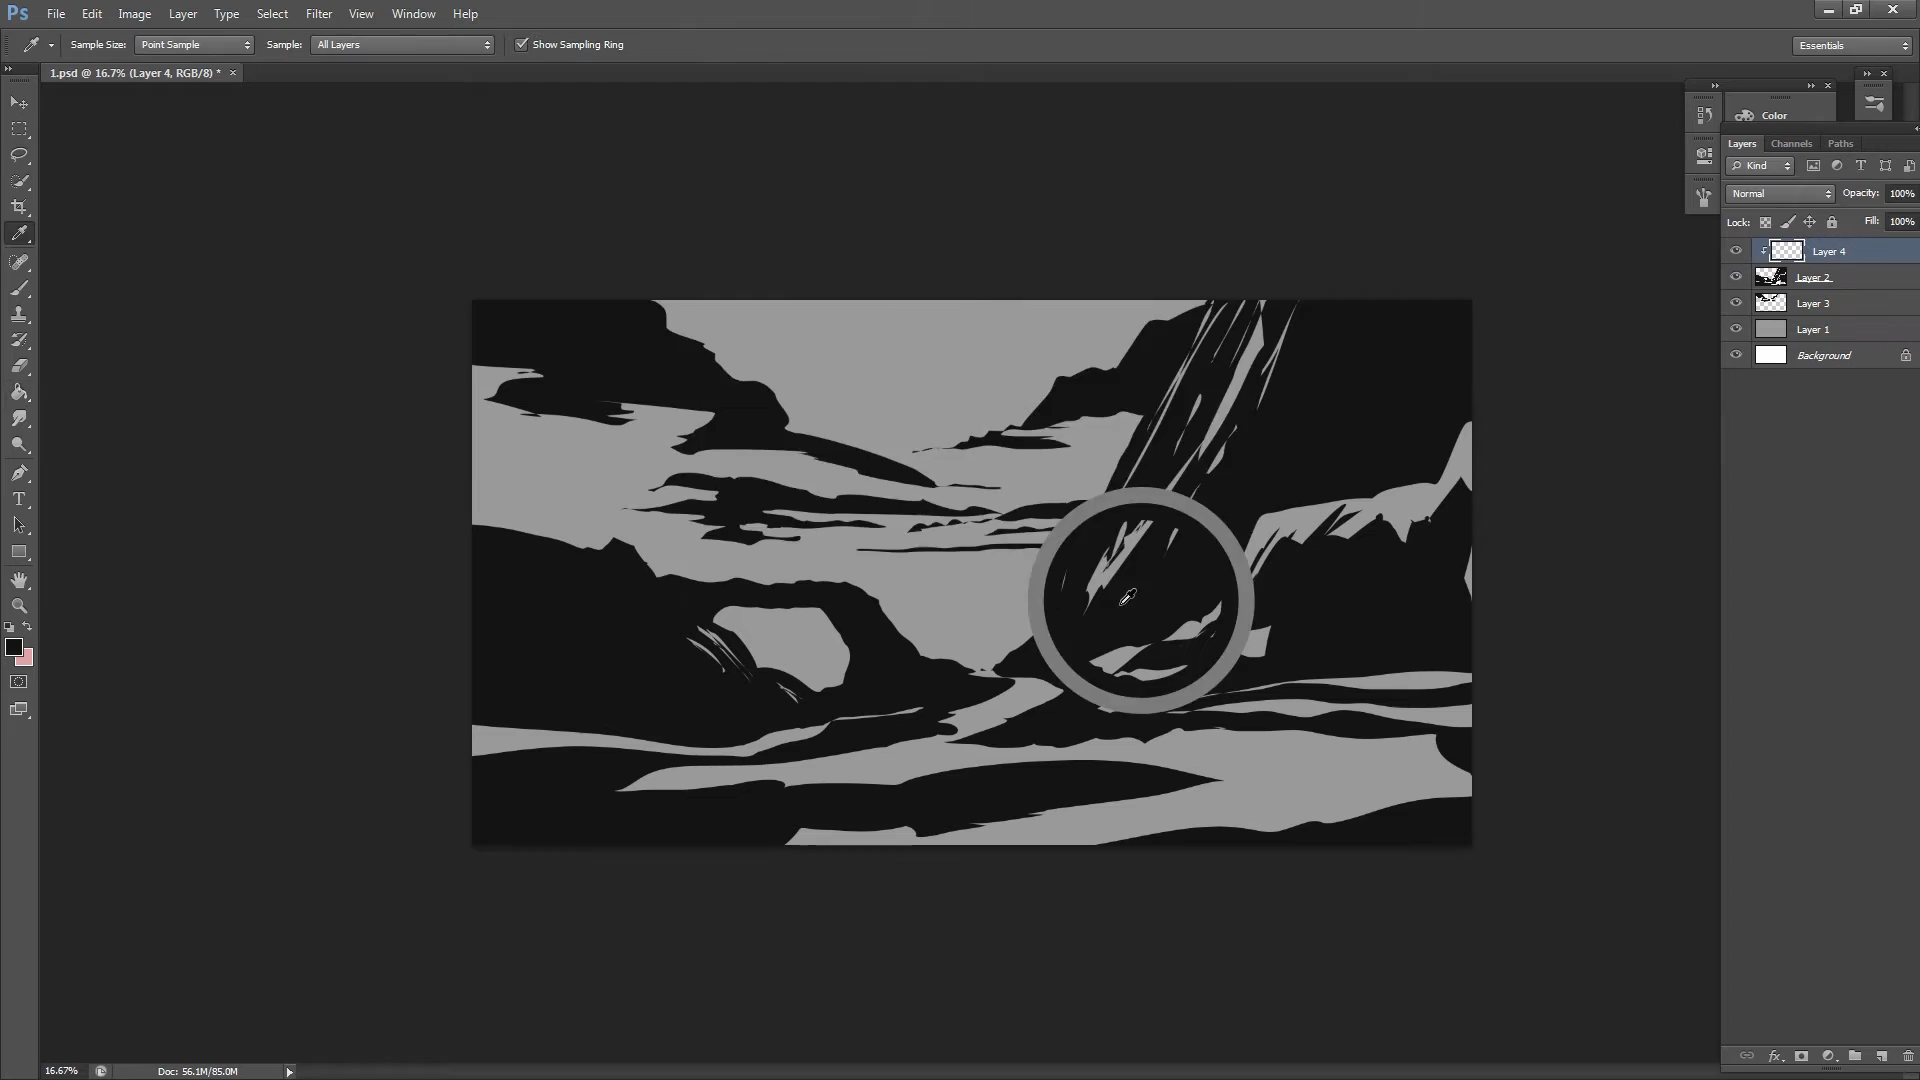 Ps File Edit Image Layer Type Select Filter View Window Help
Sample Size: Point Sample Sample: All Layers Show Sampling Ring Essentials
1.psd @ 16.7% (Layer 4, RGB/8) * ×
Color
Layers Channels Paths
Kind
Normal Opacity: 100%
Lock: Fill: 100%
Layer 4
Layer 2
Layer 3
Layer 1
Background
16.67% Doc: 56.1M/85.0M